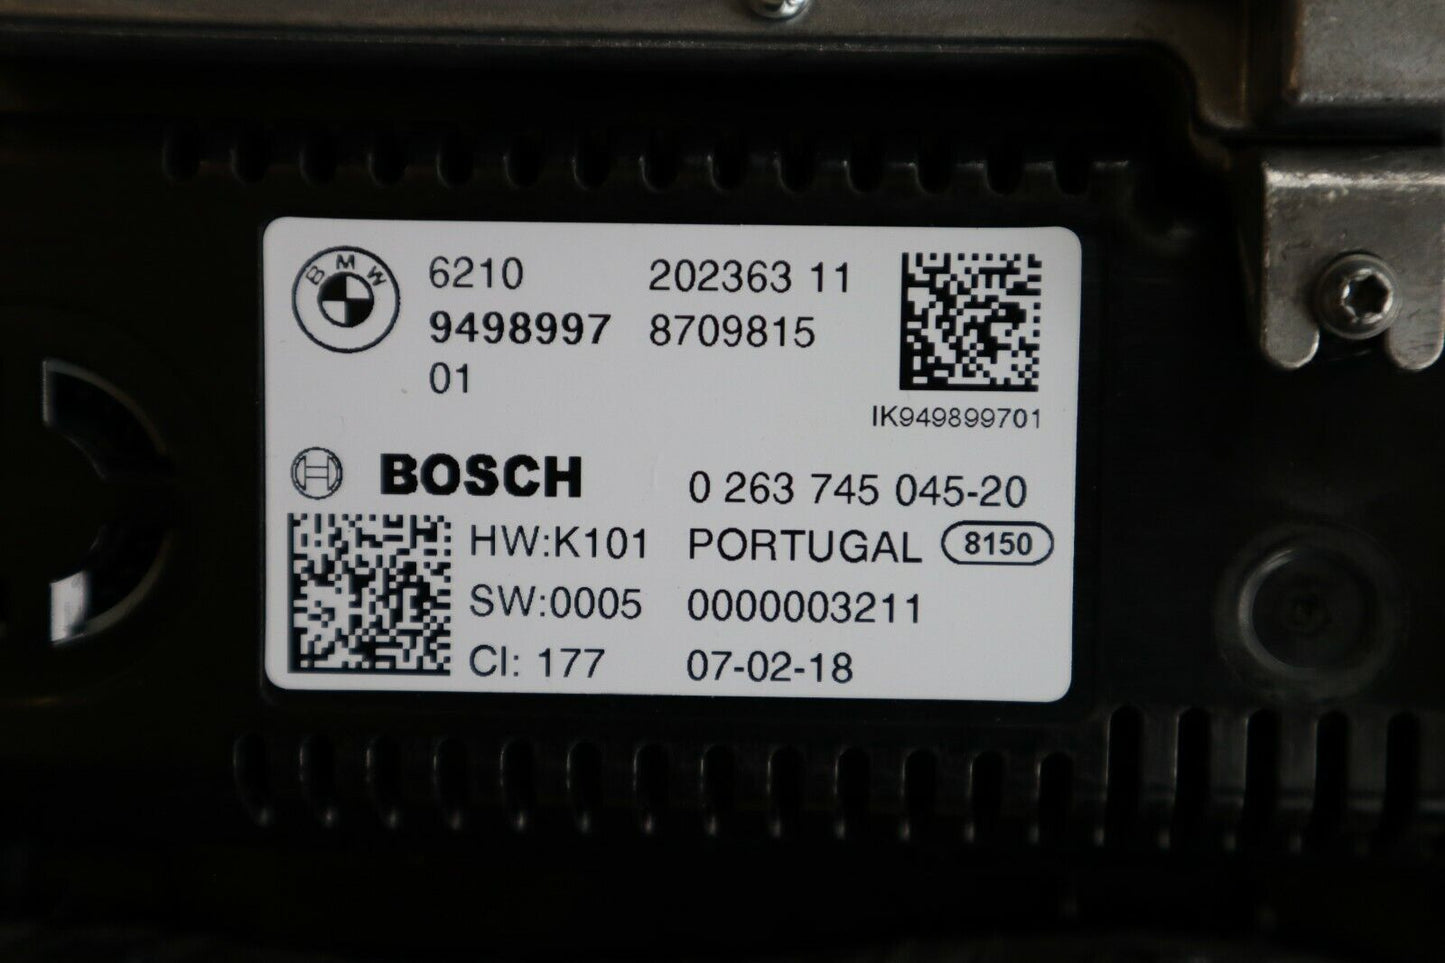 BMW
6210 202363 11
9498997 8709815
01
IK949899701
BOSCH 0 263 745 045-20
HW:K101 PORTUGAL 8150
SW:0005 0000003211
CI: 177 07-02-18